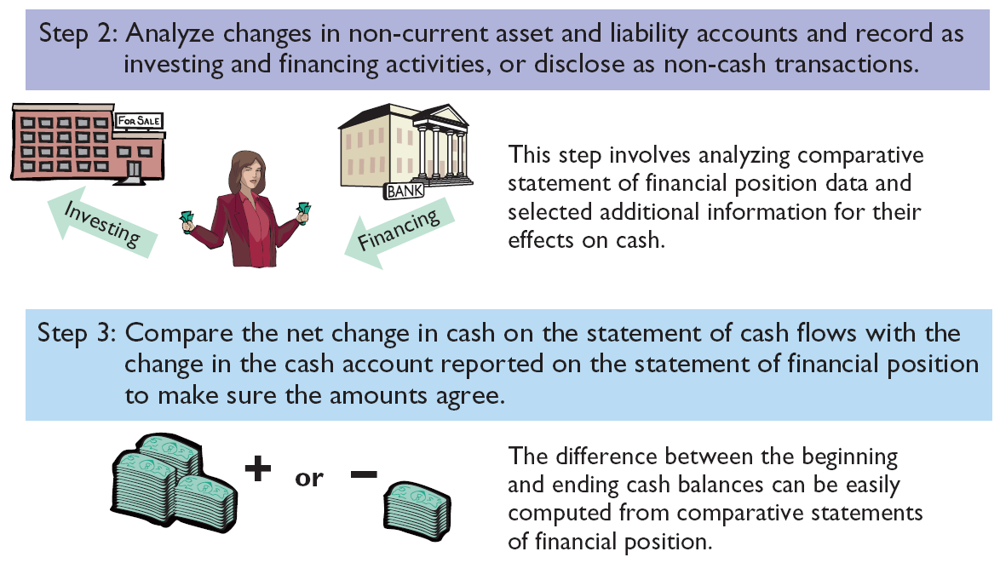 Step 2: Analyze changes in non-current asset and liability accounts and record as
investing and financing activities, or disclose as non-cash transactions.
FOR SALE
BANK
Investing
Financing
This step involves analyzing comparative
statement of financial position data and
selected additional information for their
effects on cash.
Step 3: Compare the net change in cash on the statement of cash flows with the
change in the cash account reported on the statement of financial position
to make sure the amounts agree.
+ or –
The difference between the beginning
and ending cash balances can be easily
computed from comparative statements
of financial position.